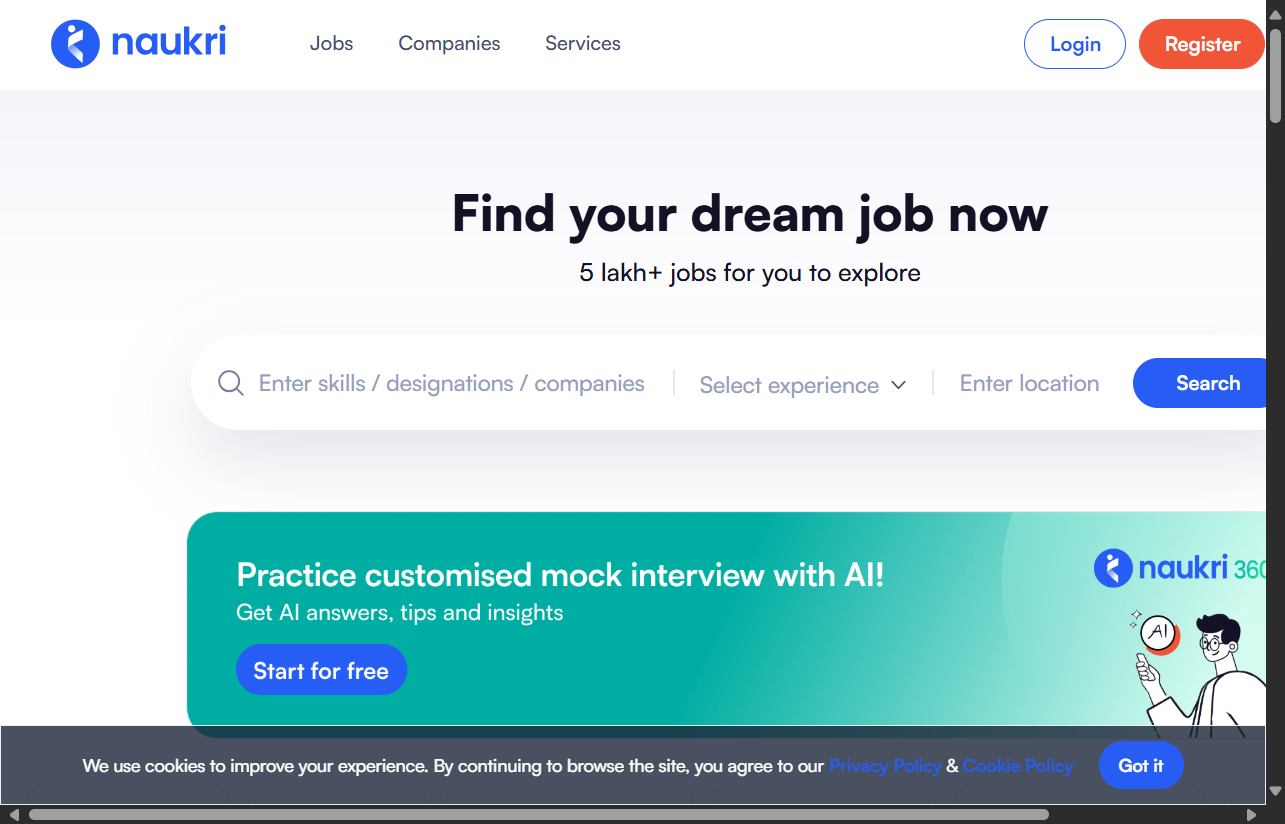 naukri
Jobs Companies Services
Login Register
Find your dream job now
5 lakh+ jobs for you to explore
Enter skills / designations / companies Select experience Enter location Search
Practice customised mock interview with AI!
naukri 360
Get AI answers, tips and insights
AI
Start for free
We use cookies to improve your experience. By continuing to browse the site, you agree to our Privacy Policy & Cookie Policy Got it